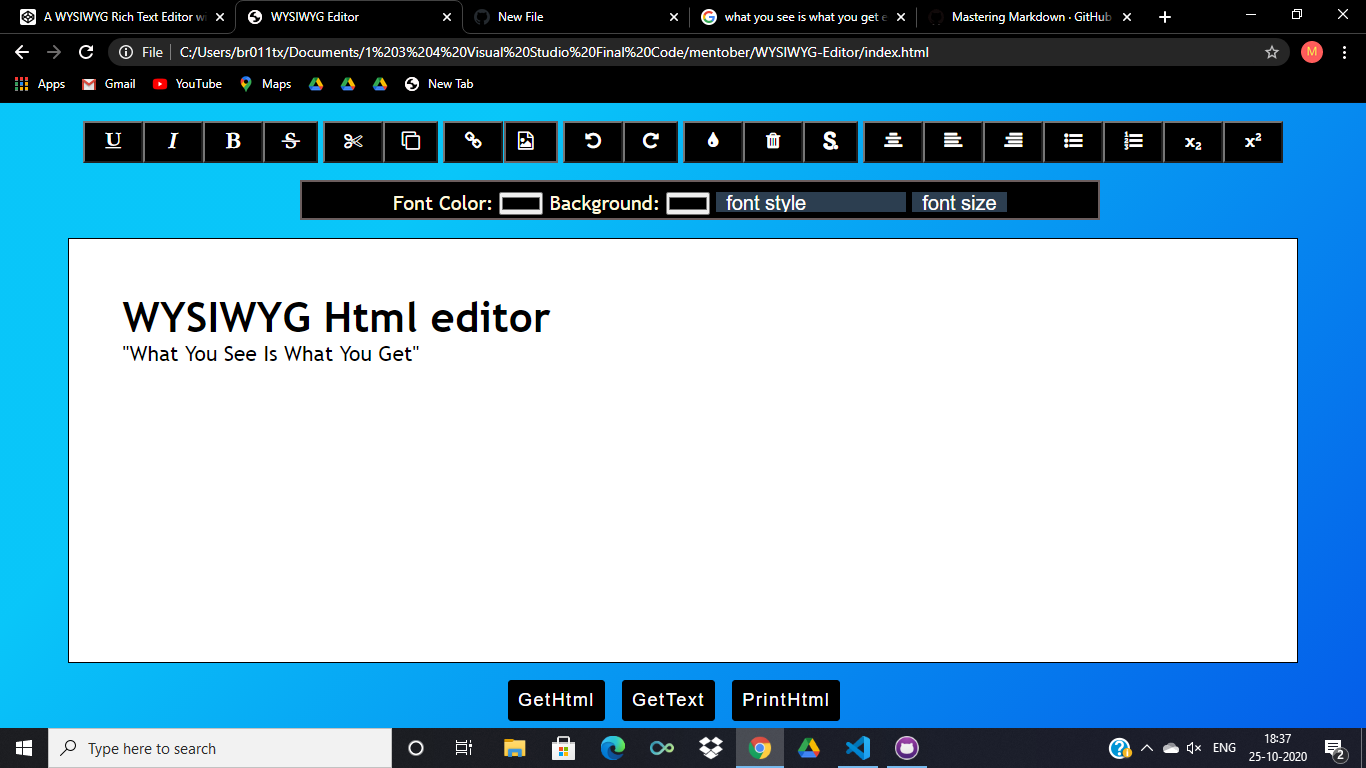 A WYSIWYG Rich Text Editor wi
WYSIWYG Editor
New File
what you see is what you get e
Mastering Markdown · GitHub
File
C:/Users/br011tx/Documents/1%203%204%20Visual%20Studio%20Final%20Code/mentober/WYSIWYG-Editor/index.html
M
Apps Gmail YouTube Maps New Tab
U I B S S. x₂ x²
Font Color: Background: font style font size
WYSIWYG Html editor
"What You See Is What You Get"
GetHtml GetText PrintHtml
Type here to search
ENG
18:37
25-10-2020
2